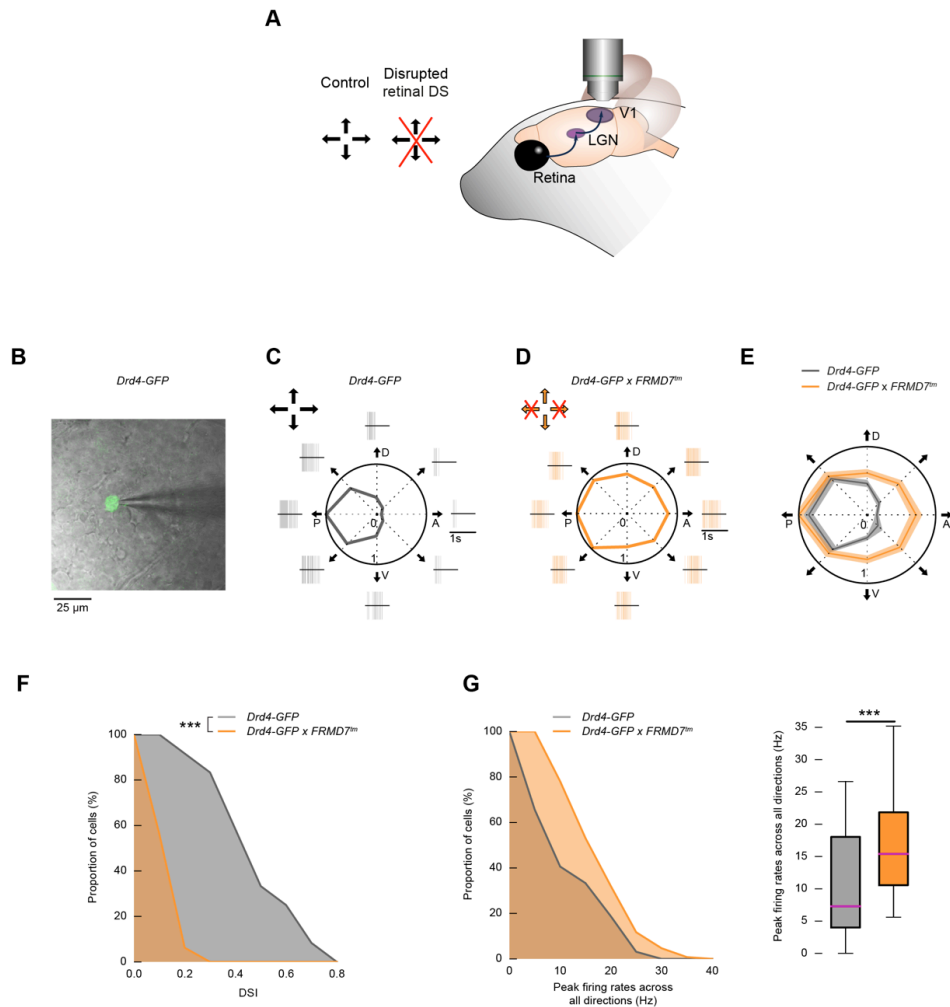 A
Control
Disrupted
retinal DS
V1
LGN
Retina
B
Drd4-GFP
25 µm
C
Drd4-GFP
D
P
0
A
1s
1
V
D
Drd4-GFP x FRMD7tm
D
P
0
A
1s
1
V
E
Drd4-GFP
Drd4-GFP x FRMD7tm
D
P
0
A
1
V
F
*** Drd4-GFP
Drd4-GFP x FRMD7tm
Proportion of cells (%)
100
80
60
40
20
0
0.0 0.2 0.4 0.6 0.8
DSI
G
Drd4-GFP
Drd4-GFP x FRMD7tm
Proportion of cells (%)
100
80
60
40
20
0
0 10 20 30 40
Peak firing rates across
all directions (Hz)
***
Peak firing rates across all directions (Hz)
35
30
25
20
15
10
5
0